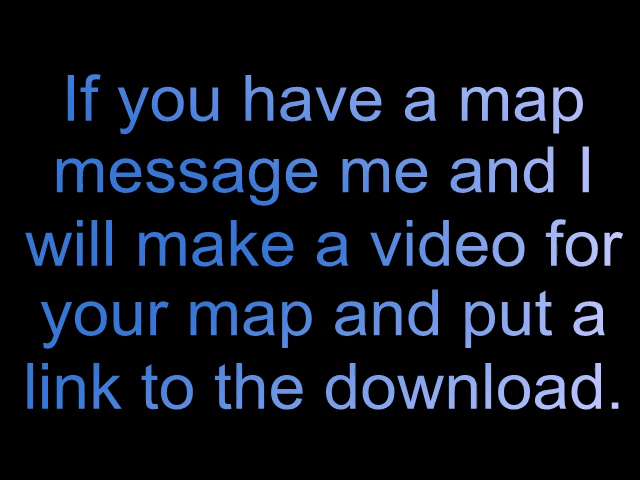 If you have a map
message me and I
will make a video for
your map and put a
link to the download.